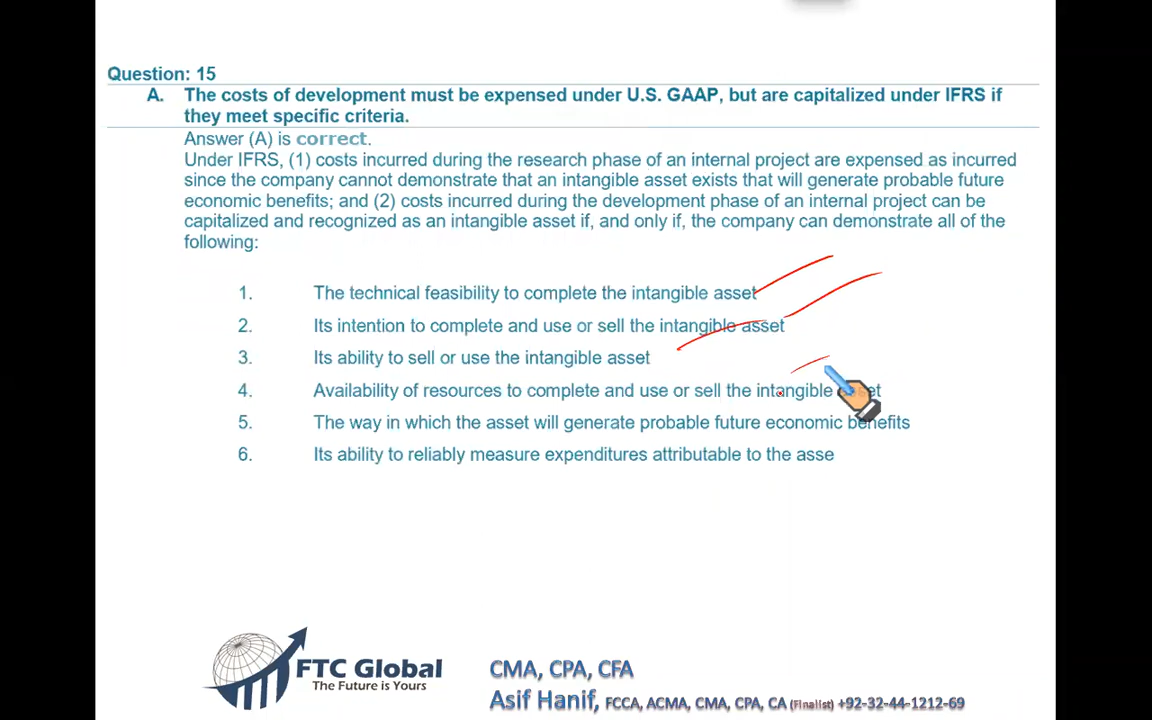 Question: 15
A. The costs of development must be expensed under U.S. GAAP, but are capitalized under IFRS if
they meet specific criteria.
Answer (A) is correct.
Under IFRS, (1) costs incurred during the research phase of an internal project are expensed as incurred
since the company cannot demonstrate that an intangible asset exists that will generate probable future
economic benefits; and (2) costs incurred during the development phase of an internal project can be
capitalized and recognized as an intangible asset if, and only if, the company can demonstrate all of the
following:
1. The technical feasibility to complete the intangible asset
2. Its intention to complete and use or sell the intangible asset
3. Its ability to sell or use the intangible asset
4. Availability of resources to complete and use or sell the intangible asset
5. The way in which the asset will generate probable future economic benefits
6. Its ability to reliably measure expenditures attributable to the asse
FTC Global
The Future is Yours
CMA, CPA, CFA
Asif Hanif, FCCA, ACMA, CMA, CPA, CA (Finalist) +92-32-44-1212-69